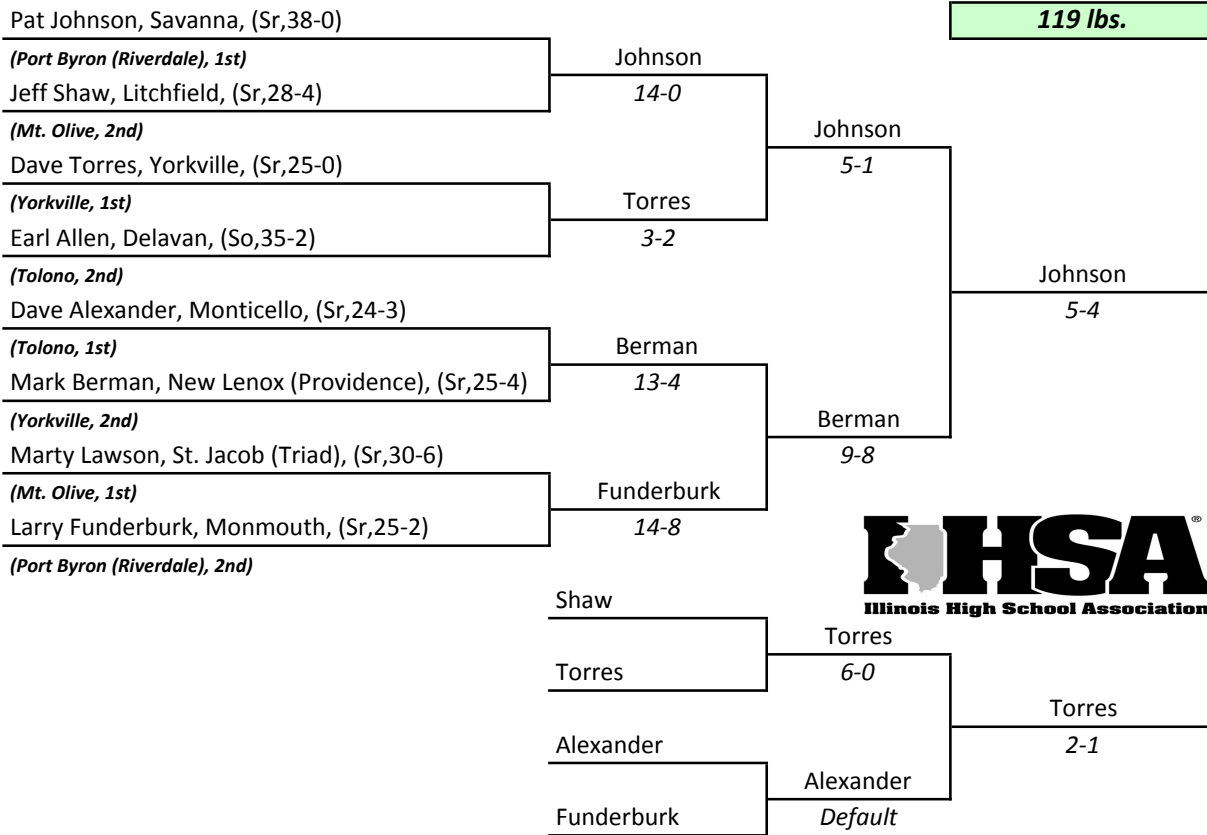 Pat Johnson, Savanna, (Sr,38-0)
119 lbs.
(Port Byron (Riverdale), 1st)
Johnson
Jeff Shaw, Litchfield, (Sr,28-4)
14-0
(Mt. Olive, 2nd)
Johnson
Dave Torres, Yorkville, (Sr,25-0)
5-1
(Yorkville, 1st)
Torres
Earl Allen, Delavan, (So,35-2)
3-2
(Tolono, 2nd)
Johnson
Dave Alexander, Monticello, (Sr,24-3)
5-4
(Tolono, 1st)
Berman
Mark Berman, New Lenox (Providence), (Sr,25-4)
13-4
(Yorkville, 2nd)
Berman
Marty Lawson, St. Jacob (Triad), (Sr,30-6)
9-8
(Mt. Olive, 1st)
Funderburk
Larry Funderburk, Monmouth, (Sr,25-2)
14-8
(Port Byron (Riverdale), 2nd)
IHSA®
Illinois High School Association
Shaw
Torres
Torres
6-0
Torres
Alexander
2-1
Alexander
Funderburk
Default